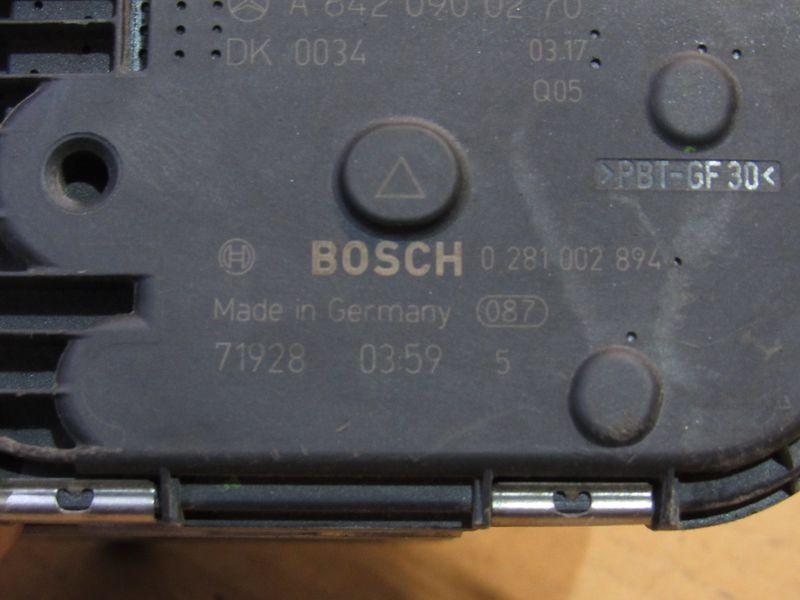 A 642 090 02 70
DK 0034 03.17
Q05
>PBT-GF 30<
BOSCH 0 281 002 894
Made in Germany 087
71928 03:59 5